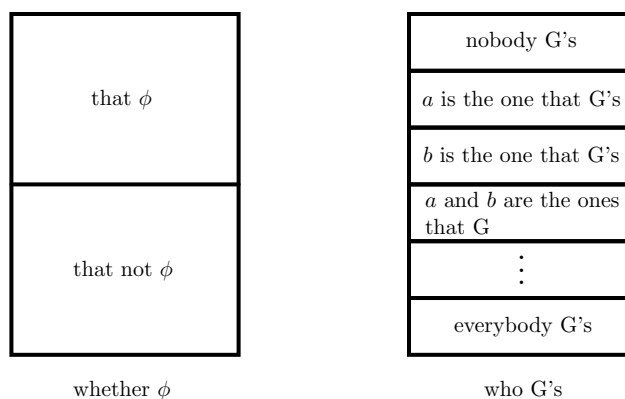 that ϕ
that not ϕ
whether ϕ
nobody G's
a is the one that G's
b is the one that G's
a and b are the ones
that G
⋮
everybody G's
who G's